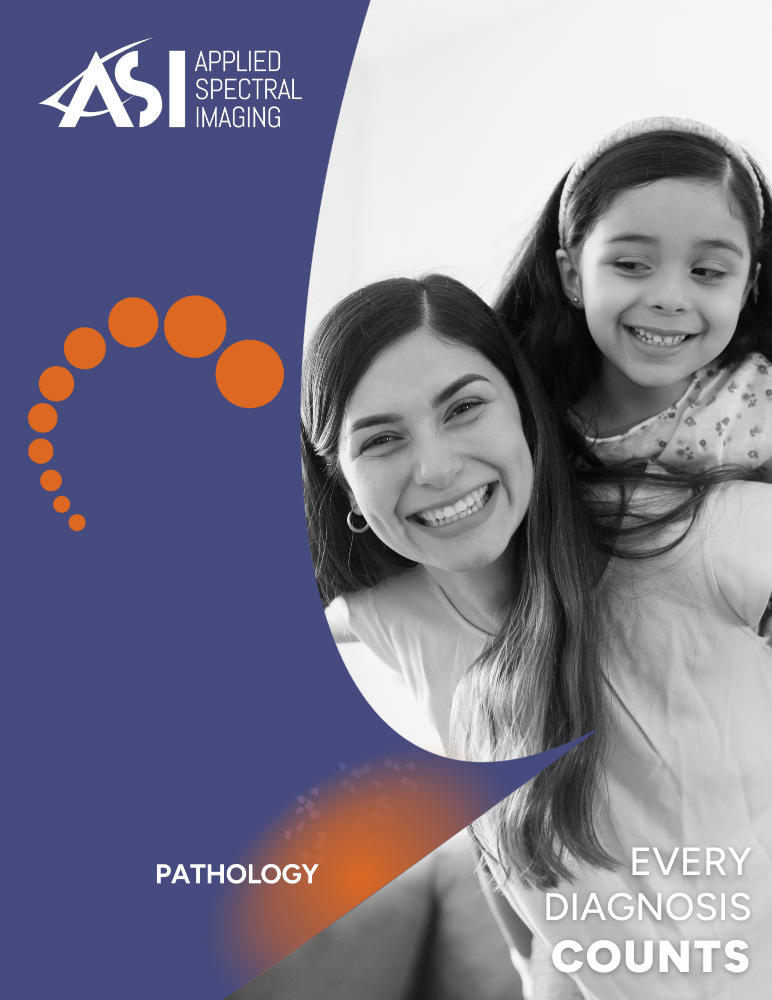 ASI
APPLIED
SPECTRAL
IMAGING
PATHOLOGY
EVERY
DIAGNOSIS
COUNTS